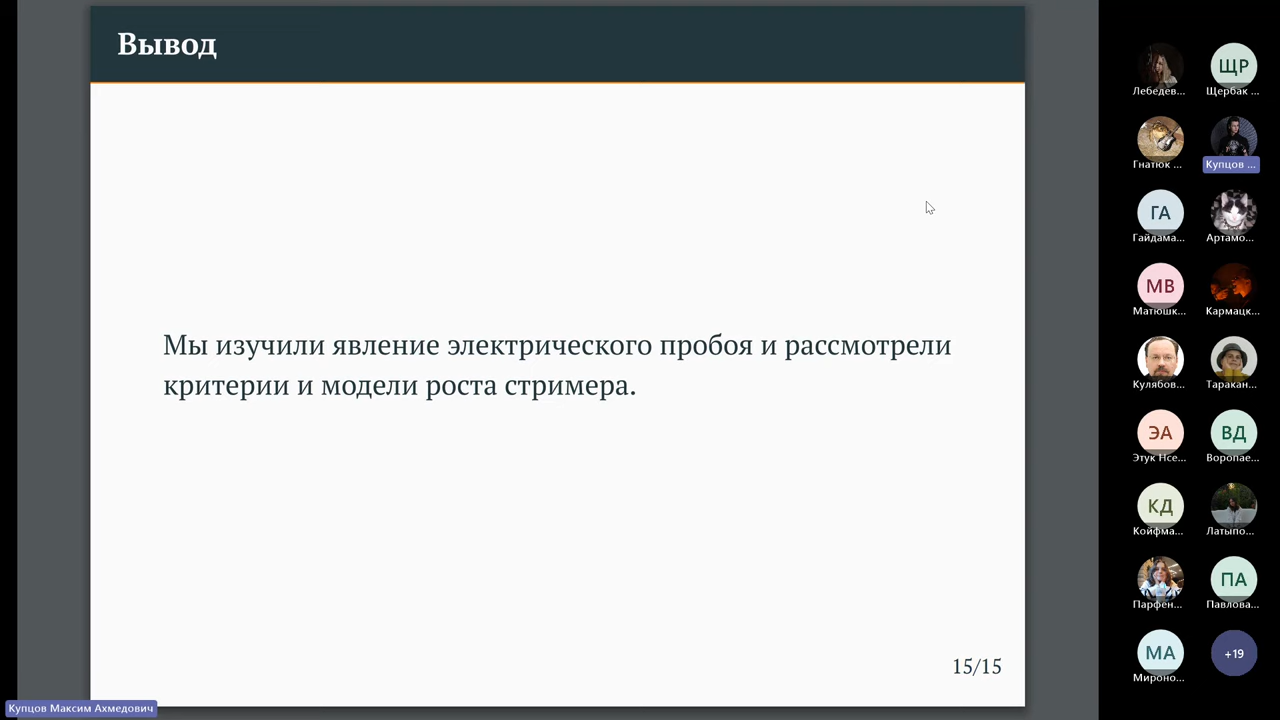 Вывод
Мы изучили явление электрического пробоя и рассмотрели
критерии и модели роста стримера.
15/15
Купцов Максим Ахмедович
Лебедев...
ЩР
Щербак ...
Гнатюк ...
Купцов ...
ГА
Гайдама...
Артамо...
МВ
Матюшк...
Кармацк...
Кулябов...
Таракан...
ЭА
Этук Нсе...
ВД
Воропае...
КД
Койфма...
Латыпо...
Парфен...
ПА
Павлова...
МА
Мироно...
+19